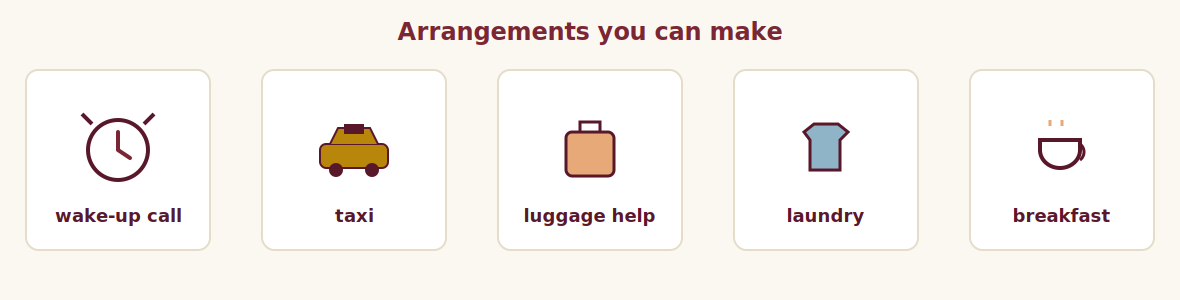 Arrangements you can make
wake-up call
taxi
luggage help
laundry
breakfast